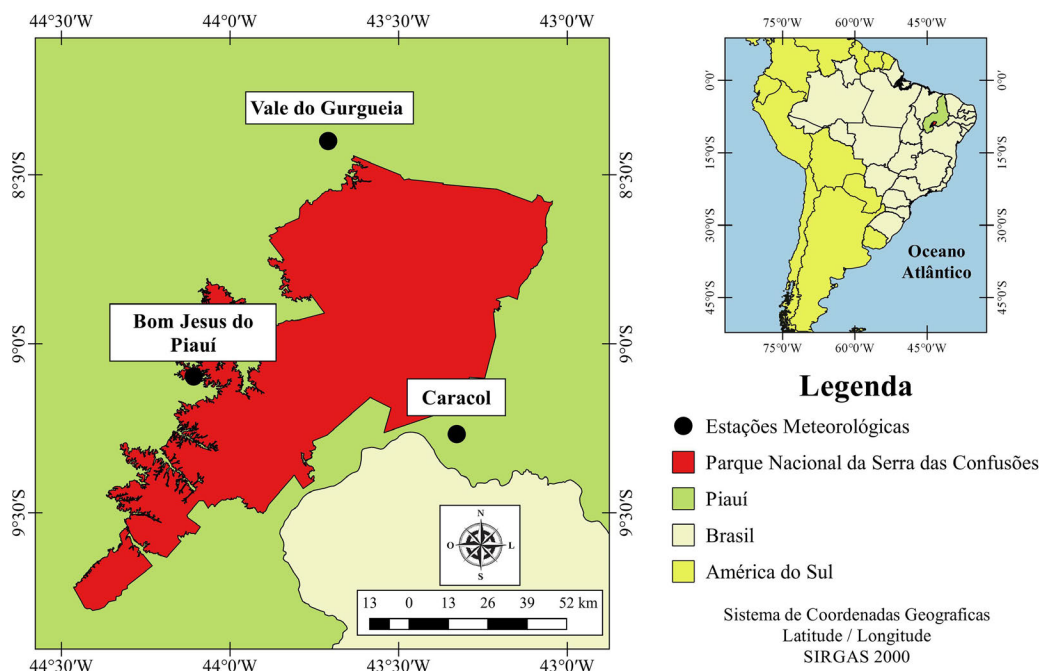 44°30'W
44°0'W
43°30'W
43°0'W
8°30'S
9°0'S
9°30'S
Vale do Gurgueia
Bom Jesus do
Piauí
Caracol
N
O
L
S
13 0 13 26 39 52 km
44°30'W
44°0'W
43°30'W
43°0'W
8°30'S
9°0'S
9°30'S
75°0'W
60°0'W
45°0'W
0°0'
15°0'S
30°0'S
45°0'S
Oceano
Atlântico
0°0'
15°0'S
30°0'S
45°0'S
75°0'W
60°0'W
45°0'W
Legenda
Estações Meteorológicas
Parque Nacional da Serra das Confusões
Piauí
Brasil
América do Sul
Sistema de Coordenadas Geograficas
Latitude / Longitude
SIRGAS 2000